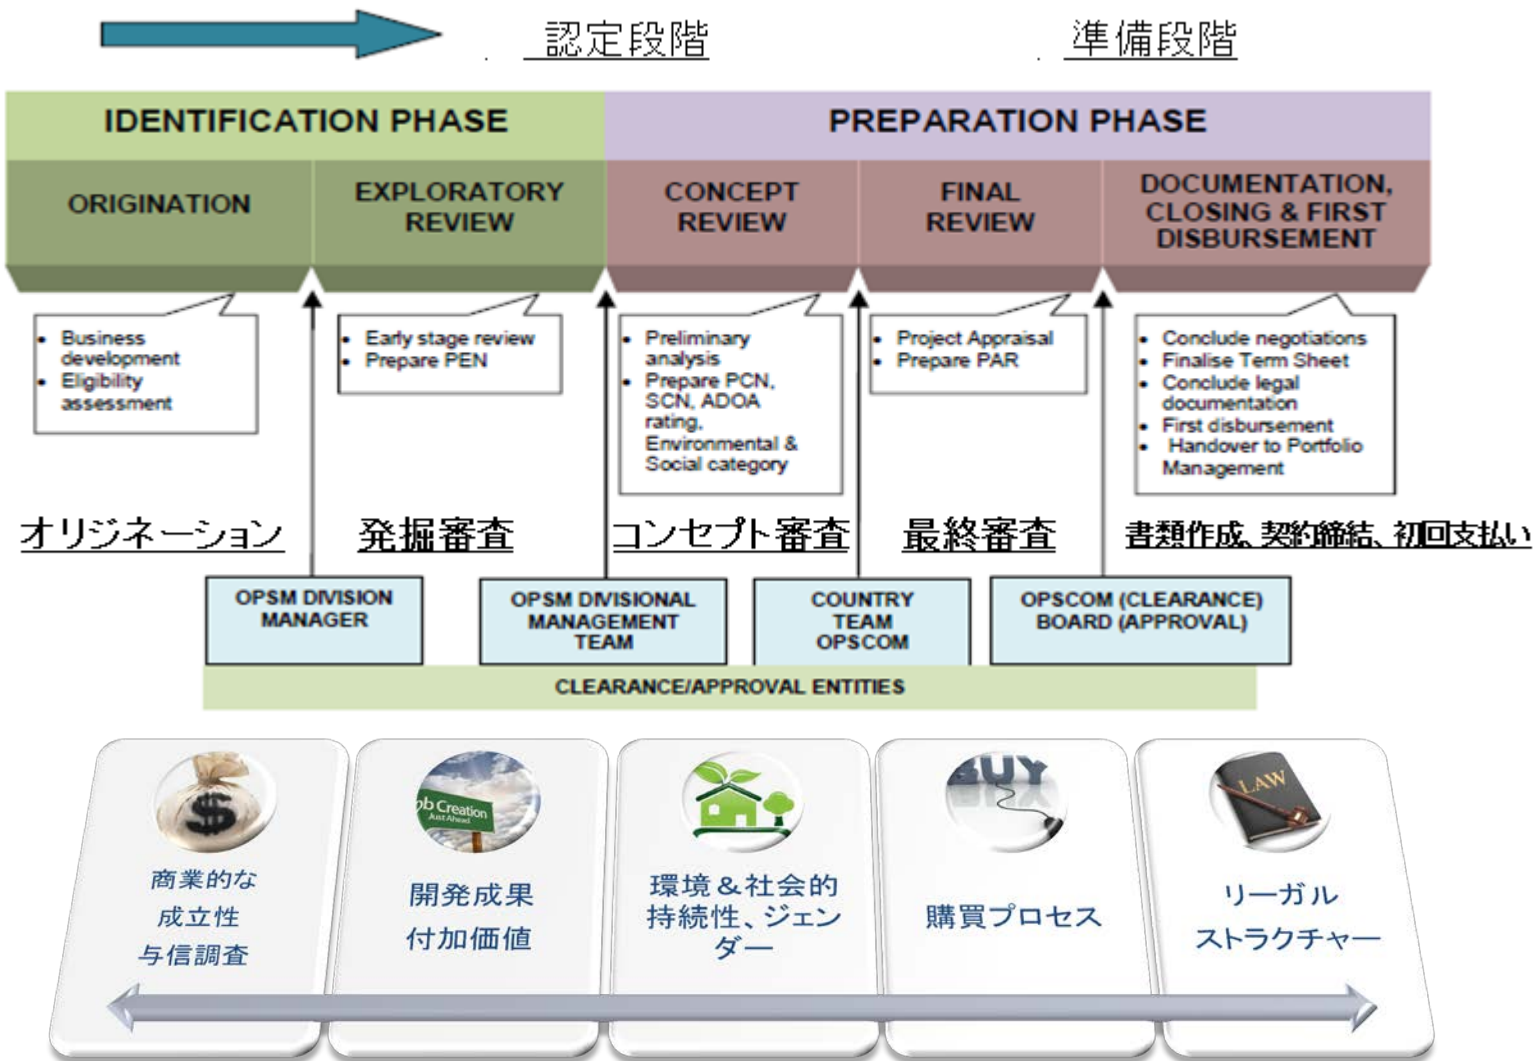 認定段階
準備段階
IDENTIFICATION PHASE
PREPARATION PHASE
ORIGINATION
EXPLORATORY
REVIEW
CONCEPT
REVIEW
FINAL
REVIEW
DOCUMENTATION,
CLOSING & FIRST
DISBURSEMENT
• Business
development
• Eligibility
assessment
• Early stage review
• Prepare PEN
• Preliminary
analysis
• Prepare PCN,
SCN, ADOA
rating,
Environmental &
Social category
• Project Appraisal
• Prepare PAR
• Conclude negotiations
• Finalise Term Sheet
• Conclude legal
documentation
• First disbursement
• Handover to Portfolio
Management
オリジネーション
発掘審査
コンセプト審査
最終審査
書類作成、契約締結、初回支払い
OPSM DIVISION
MANAGER
OPSM DIVISIONAL
MANAGEMENT
TEAM
COUNTRY
TEAM
OPSCOM
OPSCOM (CLEARANCE)
BOARD (APPROVAL)
CLEARANCE/APPROVAL ENTITIES
$
商業的な
成立性
与信調査
ob Creation
Just Ahead
開発成果
付加価値
環境＆社会的
持続性、ジェン
ダー
BUY
購買プロセス
LAW
リーガル
ストラクチャー